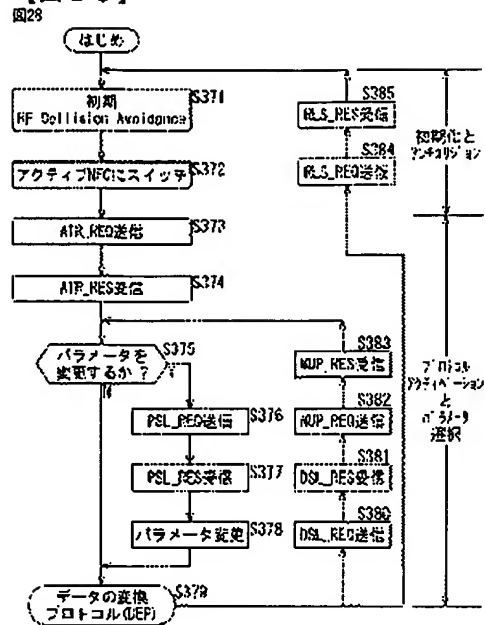 図28
はじめ
初期
RF Collision Avoidance
S371
アクティブNFCにスイッチ
S372
ATR_REQ送信
S373
ATR_RES受信
S374
パラメータを
変更するか？
S375
PSL_REQ送信
S376
PSL_RES受信
S377
パラメータ変更
S378
データの変換
プロトコル(DEP)
S379
S385
RLS_RES受信
S384
RLS_REQ送信
S383
WUP_RES受信
S382
WUP_REQ送信
S381
DSL_RES受信
S380
DSL_REQ送信
初期化と
アンチコリジョン
プロトコル
アクティベーション
と
パラメータ
選択